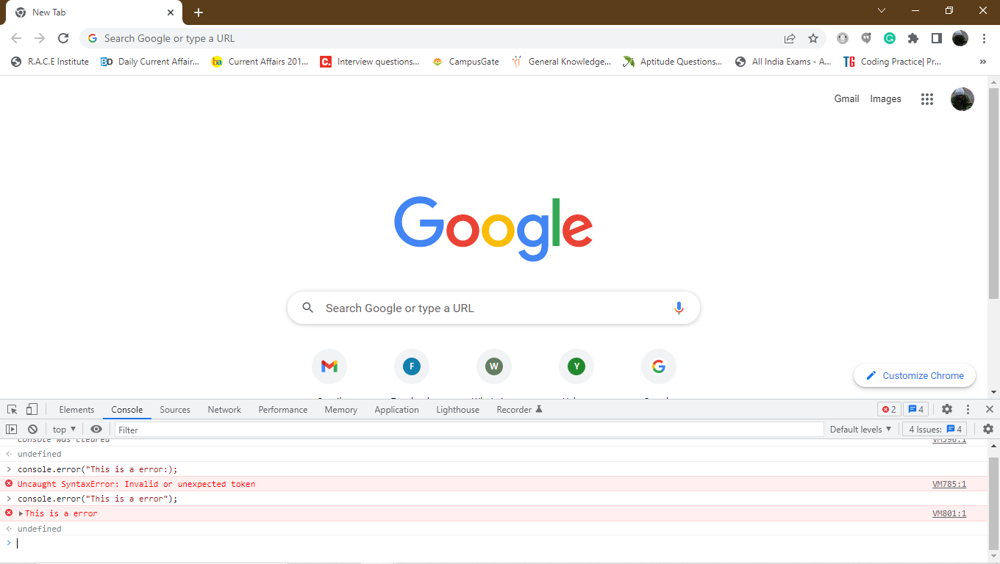 New Tab
Search Google or type a URL
R.A.C.E Institute BD Daily Current Affair... ba Current Affairs 201... C. Interview questions... CampusGate General Knowledge... Aptitude Questions... All India Exams - A... TG Coding Practice| Pr... »
Gmail Images
Google
Search Google or type a URL
F W Y G
Customize Chrome
Elements Console Sources Network Performance Memory Application Lighthouse Recorder 2 4
top Filter Default levels 4 Issues: 4
Console was cleared VM596:1
undefined
console.error("This is a error:);
Uncaught SyntaxError: Invalid or unexpected token VM785:1
console.error("This is a error");
This is a error VM801:1
undefined